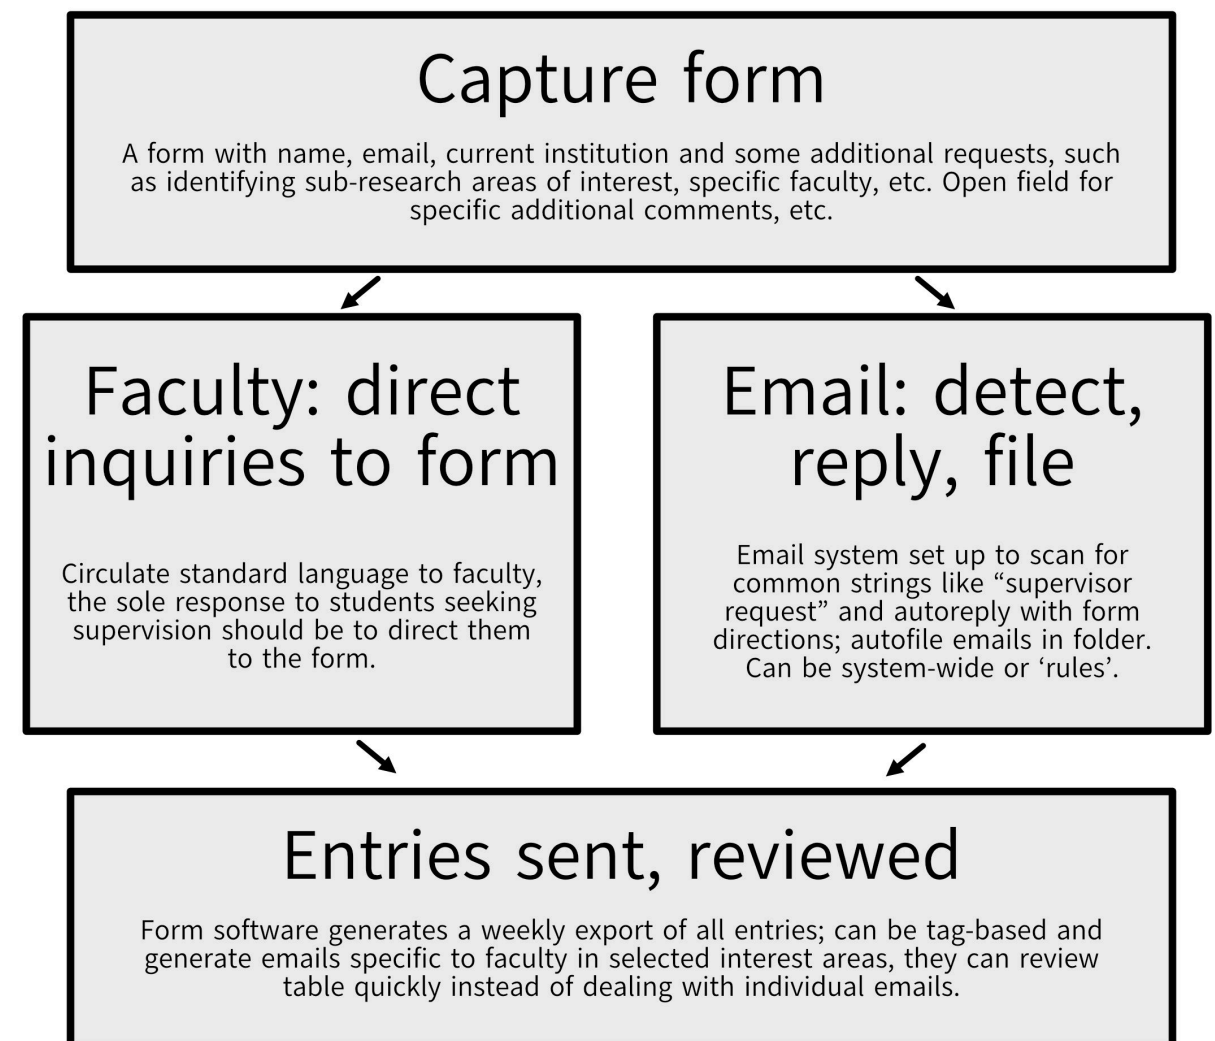 Capture form
A form with name, email, current institution and some additional requests, such
as identifying sub-research areas of interest, specific faculty, etc. Open field for
specific additional comments, etc.
Faculty: direct
inquiries to form
Circulate standard language to faculty,
the sole response to students seeking
supervision should be to direct them
to the form.
Email: detect,
reply, file
Email system set up to scan for
common strings like “supervisor
request” and autoreply with form
directions; autofile emails in folder.
Can be system-wide or ‘rules’.
Entries sent, reviewed
Form software generates a weekly export of all entries; can be tag-based and
generate emails specific to faculty in selected interest areas, they can review
table quickly instead of dealing with individual emails.